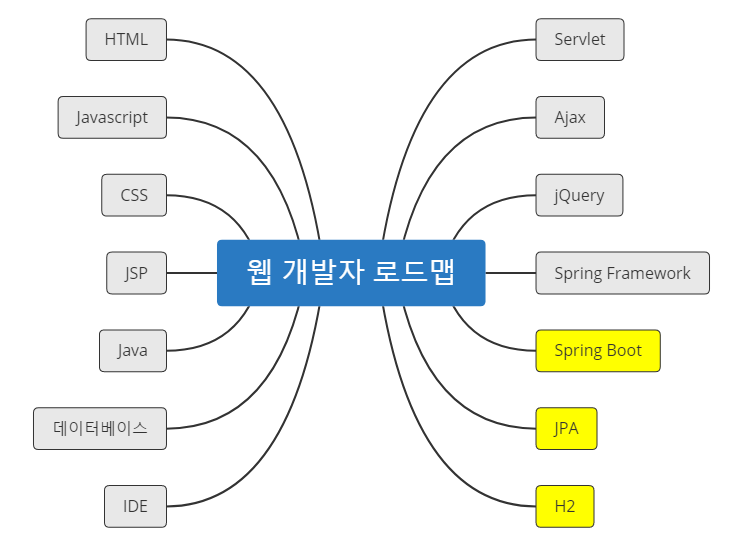 HTML
Javascript
CSS
JSP
Java
데이터베이스
IDE
웹 개발자 로드맵
Servlet
Ajax
jQuery
Spring Framework
Spring Boot
JPA
H2